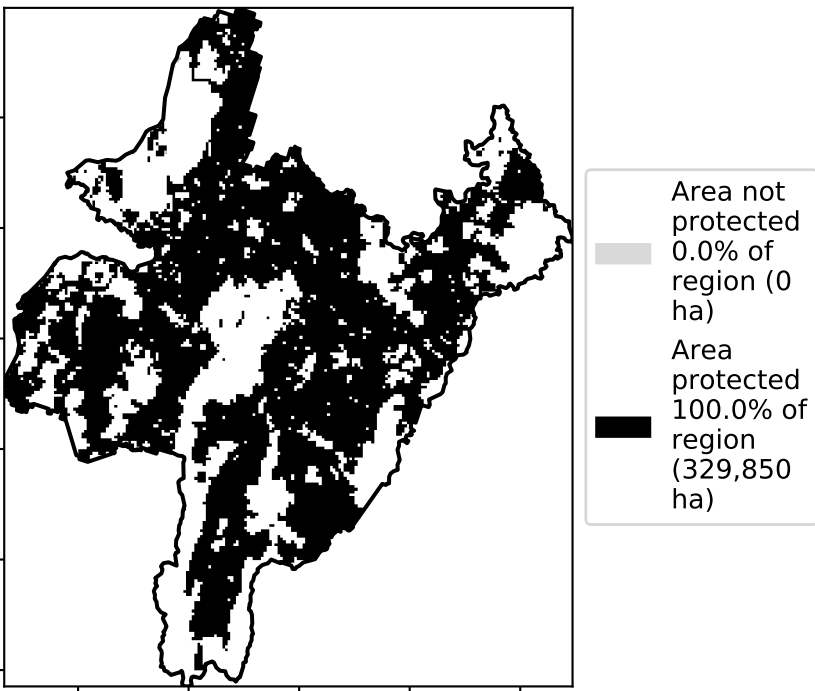 Area not
protected
0.0% of
region (0
ha)
Area
protected
100.0% of
region
(329,850
ha)